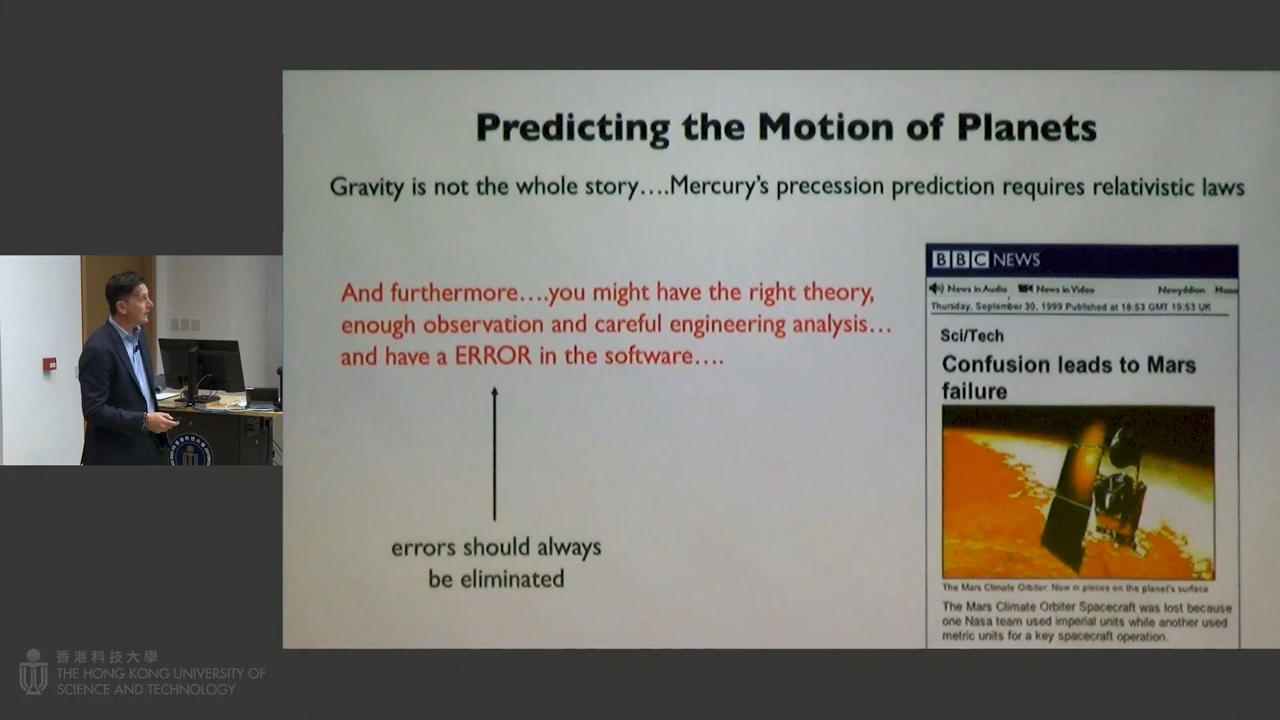 Predicting the Motion of Planets
Gravity is not the whole story....Mercury's precession prediction requires relativistic laws
And furthermore....you might have the right theory,
enough observation and careful engineering analysis...
and have a ERROR in the software....
errors should always
be eliminated
BBC NEWS
News in Audio News in Video Newyddion
Thursday, September 30, 1999 Published at 18:53 GMT 19:53 UK
Sci/Tech
Confusion leads to Mars
failure
The Mars Climate Orbiter: Now in pieces on the planet's surface
The Mars Climate Orbiter Spacecraft was lost because
one Nasa team used imperial units while another used
metric units for a key spacecraft operation.
香港科技大學
THE HONG KONG UNIVERSITY OF
SCIENCE AND TECHNOLOGY